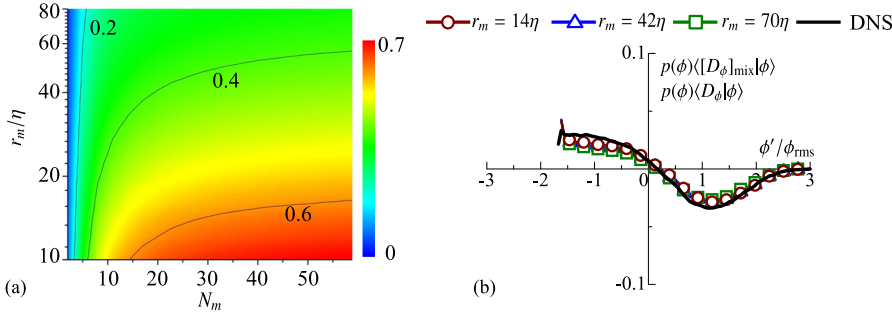 80
60
40
20
10
r_m/η
10 20 30 40 50
N_m
0.2
0.4
0.6
0.7
0
(a)
r_m = 14η r_m = 42η r_m = 70η DNS
0.1
p(ϕ)⟨[D_ϕ]_mix|ϕ⟩
p(ϕ)⟨D_ϕ|ϕ⟩
ϕ′/ϕ_rms
-3 -2 -1 0 1 2 3
-0.1
(b)